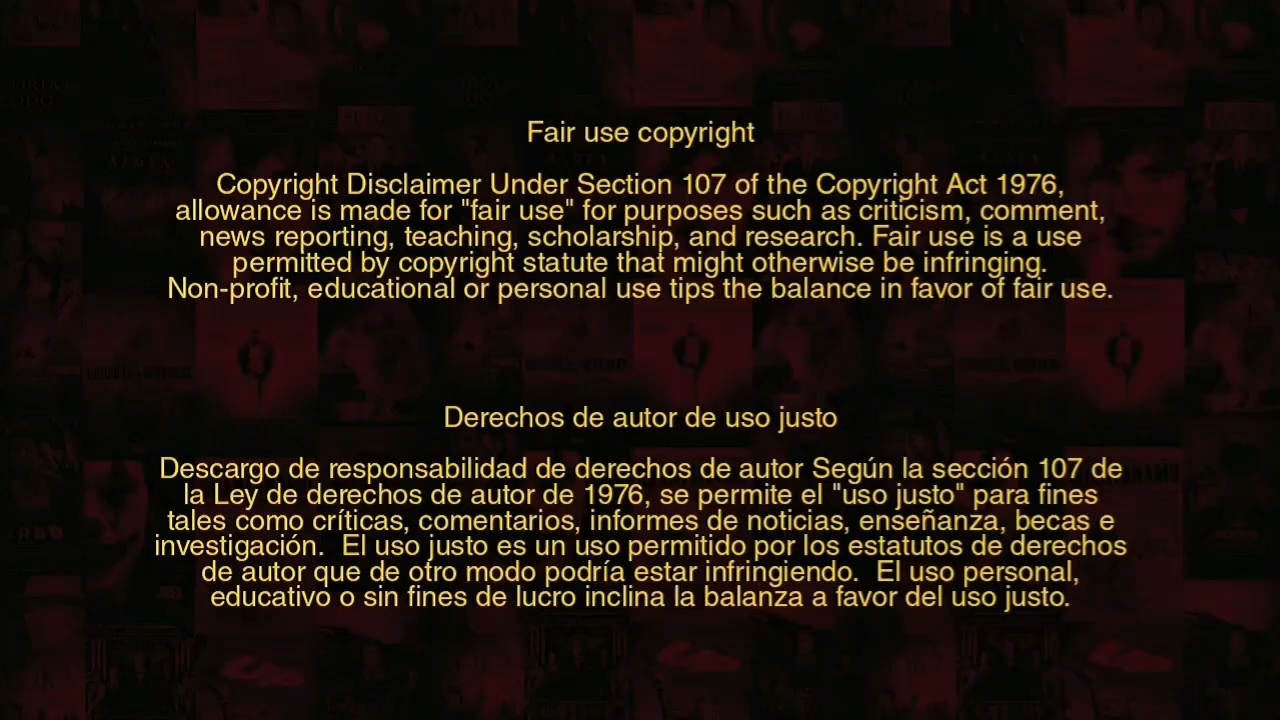 Fair use copyright
Copyright Disclaimer Under Section 107 of the Copyright Act 1976,
allowance is made for "fair use" for purposes such as criticism, comment,
news reporting, teaching, scholarship, and research. Fair use is a use
permitted by copyright statute that might otherwise be infringing.
Non-profit, educational or personal use tips the balance in favor of fair use.
Derechos de autor de uso justo
Descargo de responsabilidad de derechos de autor Según la sección 107 de
la Ley de derechos de autor de 1976, se permite el "uso justo" para fines
tales como críticas, comentarios, informes de noticias, enseñanza, becas e
investigación.  El uso justo es un uso permitido por los estatutos de derechos
de autor que de otro modo podría estar infringiendo.  El uso personal,
educativo o sin fines de lucro inclina la balanza a favor del uso justo.